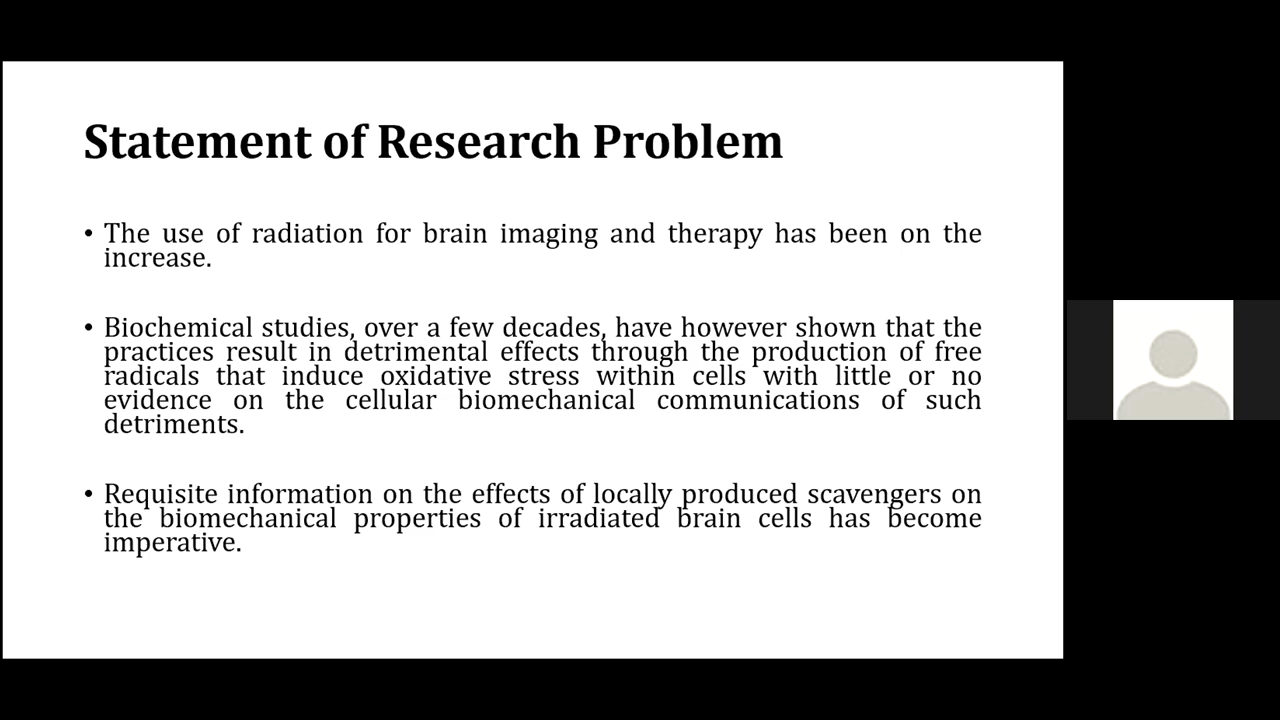 Statement of Research Problem
• The use of radiation for brain imaging and therapy has been on the
increase.
• Biochemical studies, over a few decades, have however shown that the
practices result in detrimental effects through the production of free
radicals that induce oxidative stress within cells with little or no
evidence on the cellular biomechanical communications of such
detriments.
• Requisite information on the effects of locally produced scavengers on
the biomechanical properties of irradiated brain cells has become
imperative.